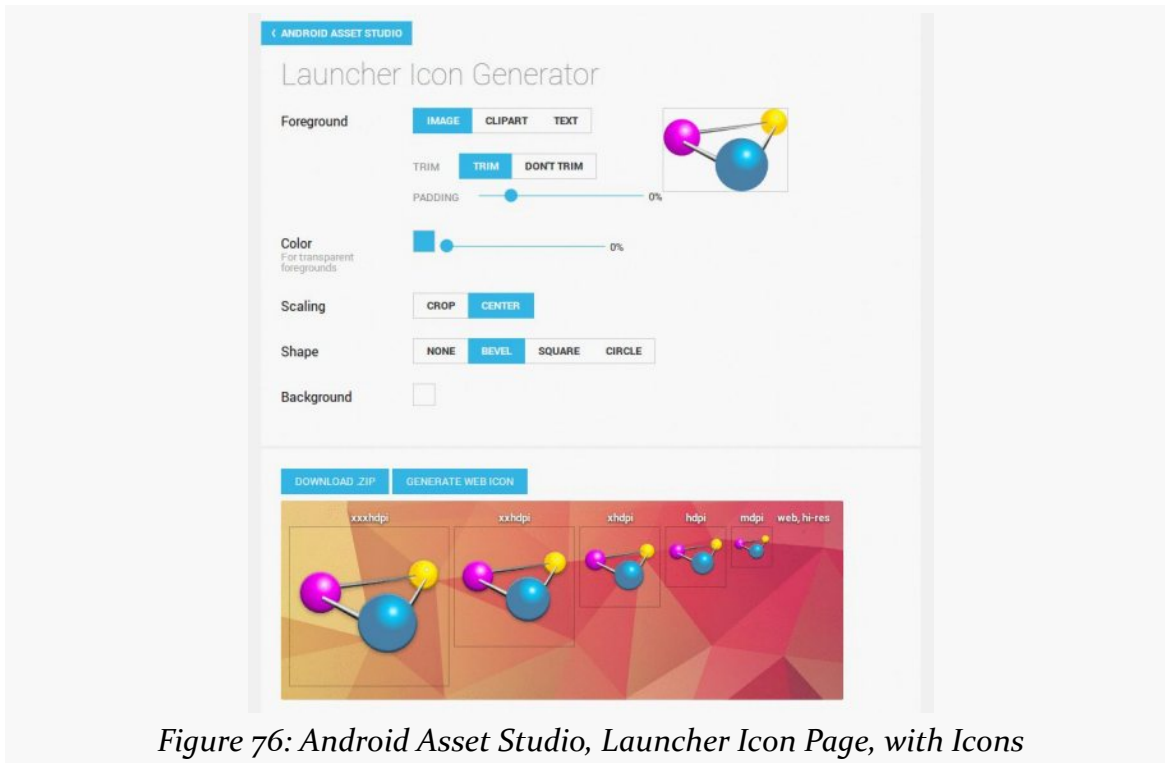 ‹ ANDROID ASSET STUDIO
Launcher Icon Generator
Foreground
IMAGE CLIPART TEXT
TRIM TRIM DON'T TRIM
PADDING 0%
Color
For transparent
foregrounds
0%
Scaling
CROP CENTER
Shape
NONE BEVEL SQUARE CIRCLE
Background
DOWNLOAD .ZIP GENERATE WEB ICON
xxxhdpi xxhdpi xhdpi hdpi mdpi web, hi-res
Figure 76: Android Asset Studio, Launcher Icon Page, with Icons